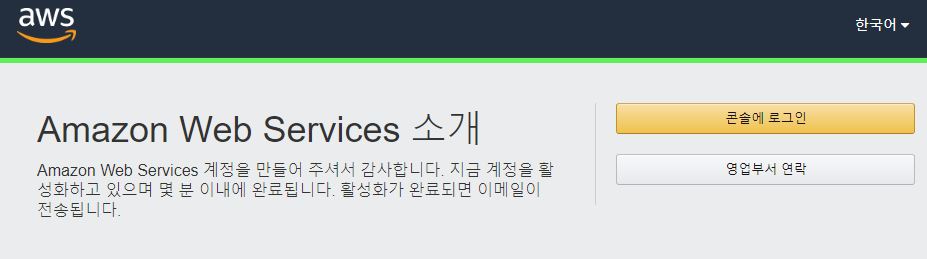 aws
한국어
Amazon Web Services 소개
Amazon Web Services 계정을 만들어 주셔서 감사합니다. 지금 계정을 활
성화하고 있으며 몇 분 이내에 완료됩니다. 활성화가 완료되면 이메일이
전송됩니다.
콘솔에 로그인
영업부서 연락